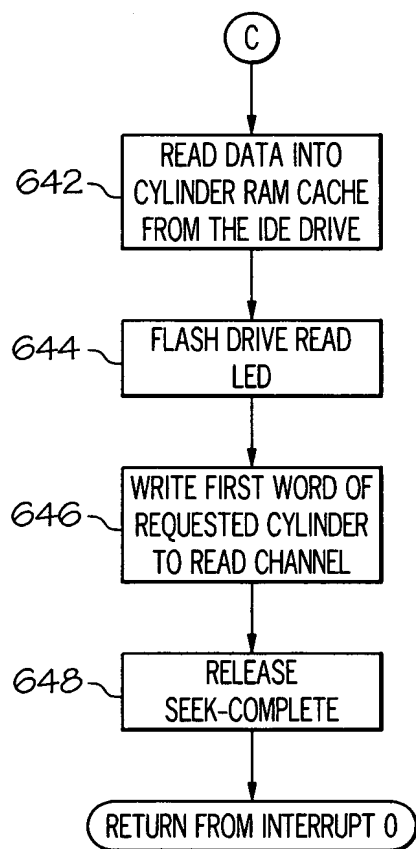 C
642
READ DATA INTO
CYLINDER RAM CACHE
FROM THE IDE DRIVE
644
FLASH DRIVE READ
LED
646
WRITE FIRST WORD OF
REQUESTED CYLINDER
TO READ CHANNEL
648
RELEASE
SEEK-COMPLETE
RETURN FROM INTERRUPT 0